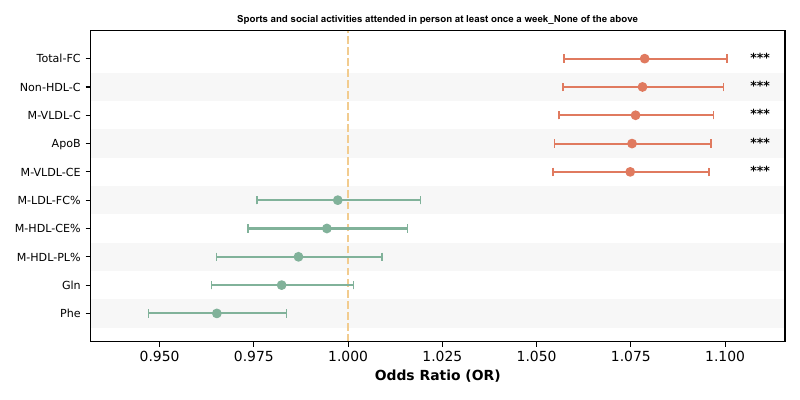 Sports and social activities attended in person at least once a week_None of the above
Total-FC ***
Non-HDL-C ***
M-VLDL-C ***
ApoB ***
M-VLDL-CE ***
M-LDL-FC%
M-HDL-CE%
M-HDL-PL%
Gln
Phe
0.950 0.975 1.000 1.025 1.050 1.075 1.100
Odds Ratio (OR)